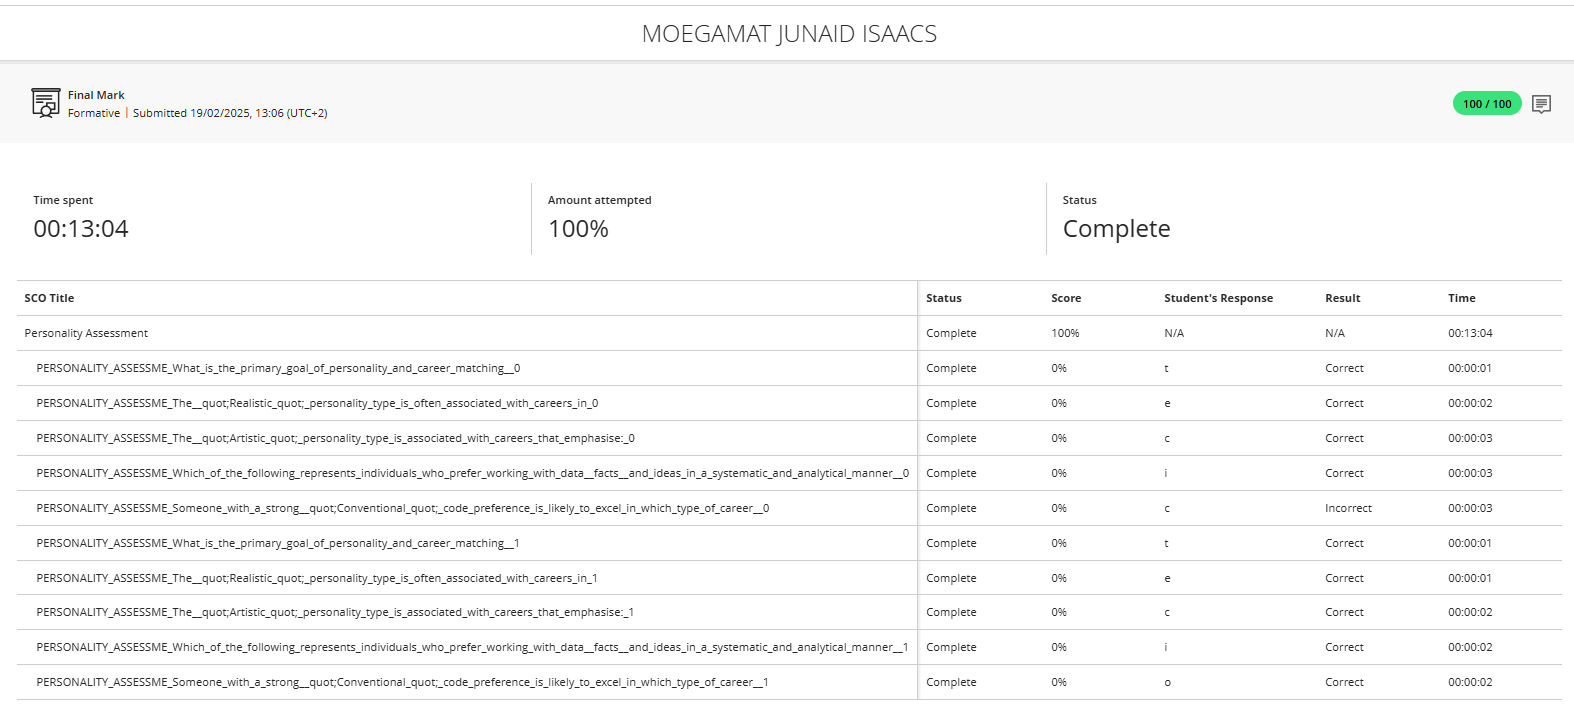 MOEGAMAT JUNAID ISAACS
Final Mark
Formative | Submitted 19/02/2025, 13:06 (UTC+2)
100 / 100
Time spent
00:13:04
Amount attempted
100%
Status
Complete
SCO Title Status Score Student's Response Result Time
Personality Assessment Complete 100% N/A N/A 00:13:04
PERSONALITY_ASSESSME_What_is_the_primary_goal_of_personality_and_career_matching__0 Complete 0% t Correct 00:00:01
PERSONALITY_ASSESSME_The__quot;Realistic_quot;_personality_type_is_often_associated_with_careers_in_0 Complete 0% e Correct 00:00:02
PERSONALITY_ASSESSME_The__quot;Artistic_quot;_personality_type_is_associated_with_careers_that_emphasise:_0 Complete 0% c Correct 00:00:03
PERSONALITY_ASSESSME_Which_of_the_following_represents_individuals_who_prefer_working_with_data__facts__and_ideas_in_a_systematic_and_analytical_manner__0 Complete 0% i Correct 00:00:03
PERSONALITY_ASSESSME_Someone_with_a_strong__quot;Conventional_quot;_code_preference_is_likely_to_excel_in_which_type_of_career__0 Complete 0% c Incorrect 00:00:03
PERSONALITY_ASSESSME_What_is_the_primary_goal_of_personality_and_career_matching__1 Complete 0% t Correct 00:00:01
PERSONALITY_ASSESSME_The__quot;Realistic_quot;_personality_type_is_often_associated_with_careers_in_1 Complete 0% e Correct 00:00:01
PERSONALITY_ASSESSME_The__quot;Artistic_quot;_personality_type_is_associated_with_careers_that_emphasise:_1 Complete 0% c Correct 00:00:02
PERSONALITY_ASSESSME_Which_of_the_following_represents_individuals_who_prefer_working_with_data__facts__and_ideas_in_a_systematic_and_analytical_manner__1 Complete 0% i Correct 00:00:02
PERSONALITY_ASSESSME_Someone_with_a_strong__quot;Conventional_quot;_code_preference_is_likely_to_excel_in_which_type_of_career__1 Complete 0% o Correct 00:00:02